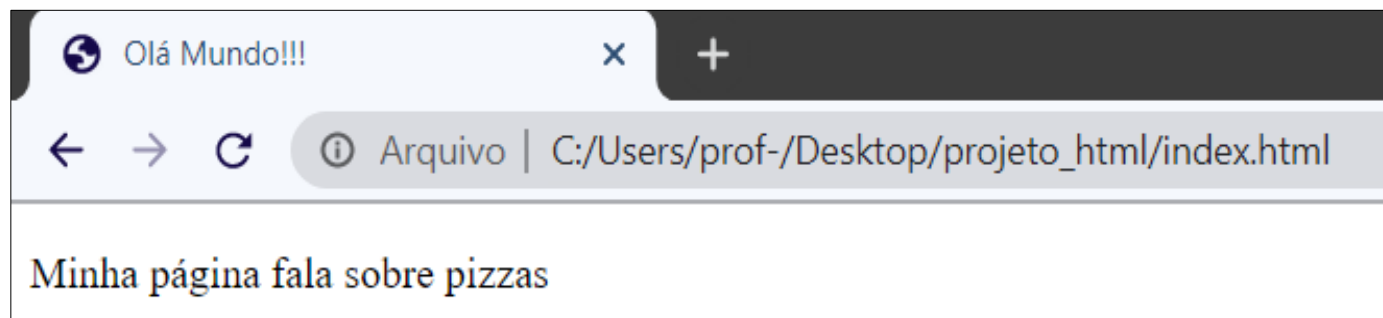 Olá Mundo!!!
Arquivo | C:/Users/prof-/Desktop/projeto_html/index.html
Minha página fala sobre pizzas